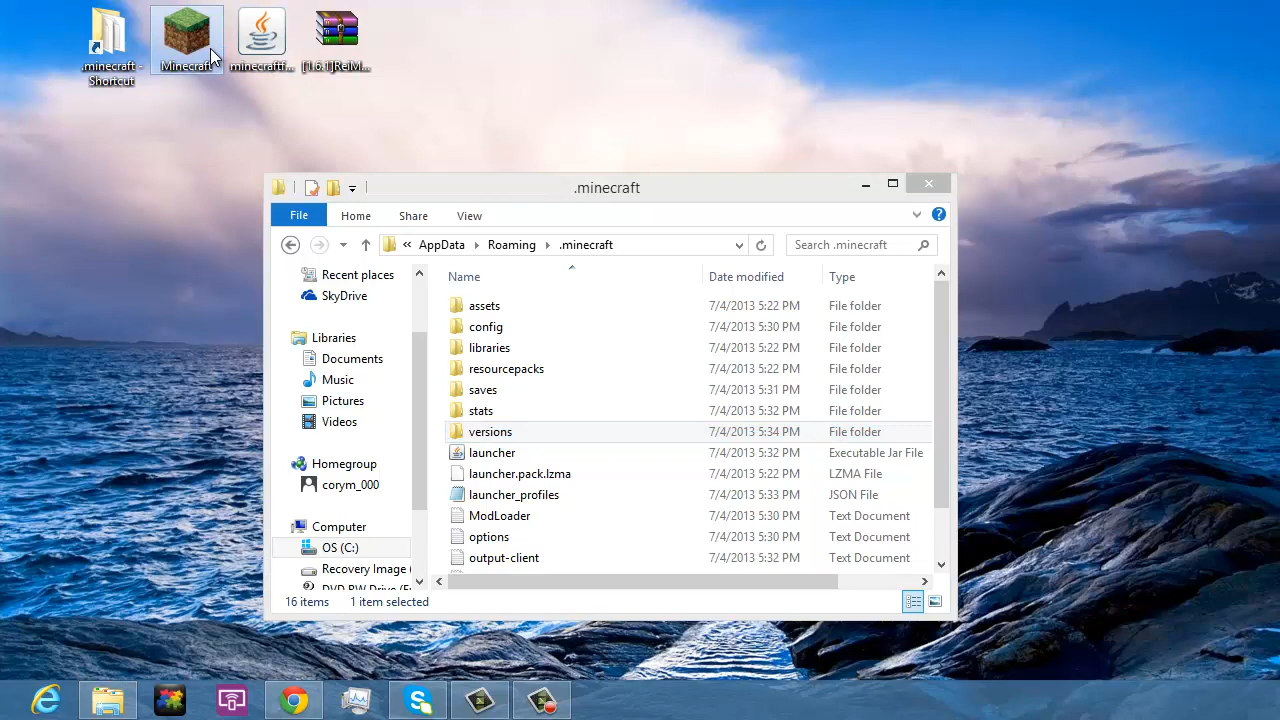 .minecraft -
Shortcut
Minecraft
minecraftf...
[1.6.1]ReiM...
.minecraft
File
Home
Share
View
« AppData
Roaming
.minecraft
Search .minecraft
Name
Date modified
Type
Recent places
SkyDrive
Libraries
Documents
Music
Pictures
Videos
Homegroup
corym_000
Computer
OS (C:)
Recovery Image (
DVD RW Drive (E
assets 7/4/2013 5:22 PM File folder
config 7/4/2013 5:30 PM File folder
libraries 7/4/2013 5:22 PM File folder
resourcepacks 7/4/2013 5:22 PM File folder
saves 7/4/2013 5:31 PM File folder
stats 7/4/2013 5:32 PM File folder
versions 7/4/2013 5:34 PM File folder
launcher 7/4/2013 5:32 PM Executable Jar File
launcher.pack.lzma 7/4/2013 5:22 PM LZMA File
launcher_profiles 7/4/2013 5:33 PM JSON File
ModLoader 7/4/2013 5:30 PM Text Document
options 7/4/2013 5:30 PM Text Document
output-client 7/4/2013 5:32 PM Text Document
16 items
1 item selected